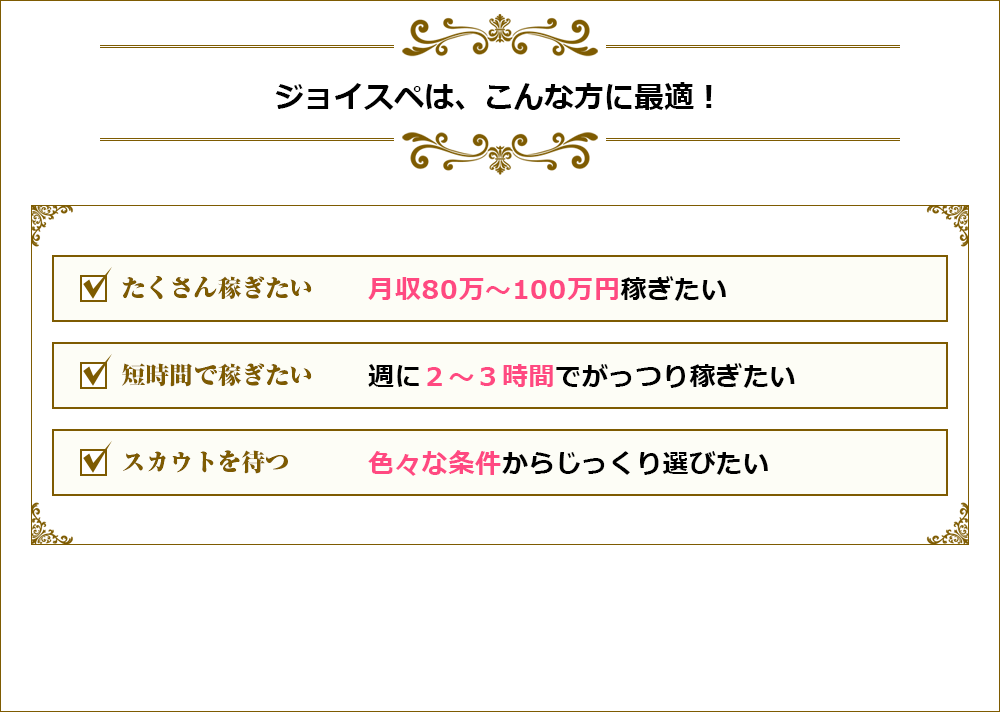 ジョイスペは、こんな方に最適！
たくさん稼ぎたい 月収80万～100万円稼ぎたい
短時間で稼ぎたい 週に２～３時間でがっつり稼ぎたい
スカウトを待つ 色々な条件からじっくり選びたい